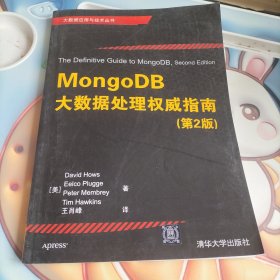 大数据应用与技术丛书
The Definitive Guide to MongoDB, Second Edition
MongoDB
大数据处理权威指南
(第2版)
David Hows
Eelco Plugge
[美] Peter Membrey 著
Tim Hawkins
王肖峰 译
Apress®
清华大学出版社